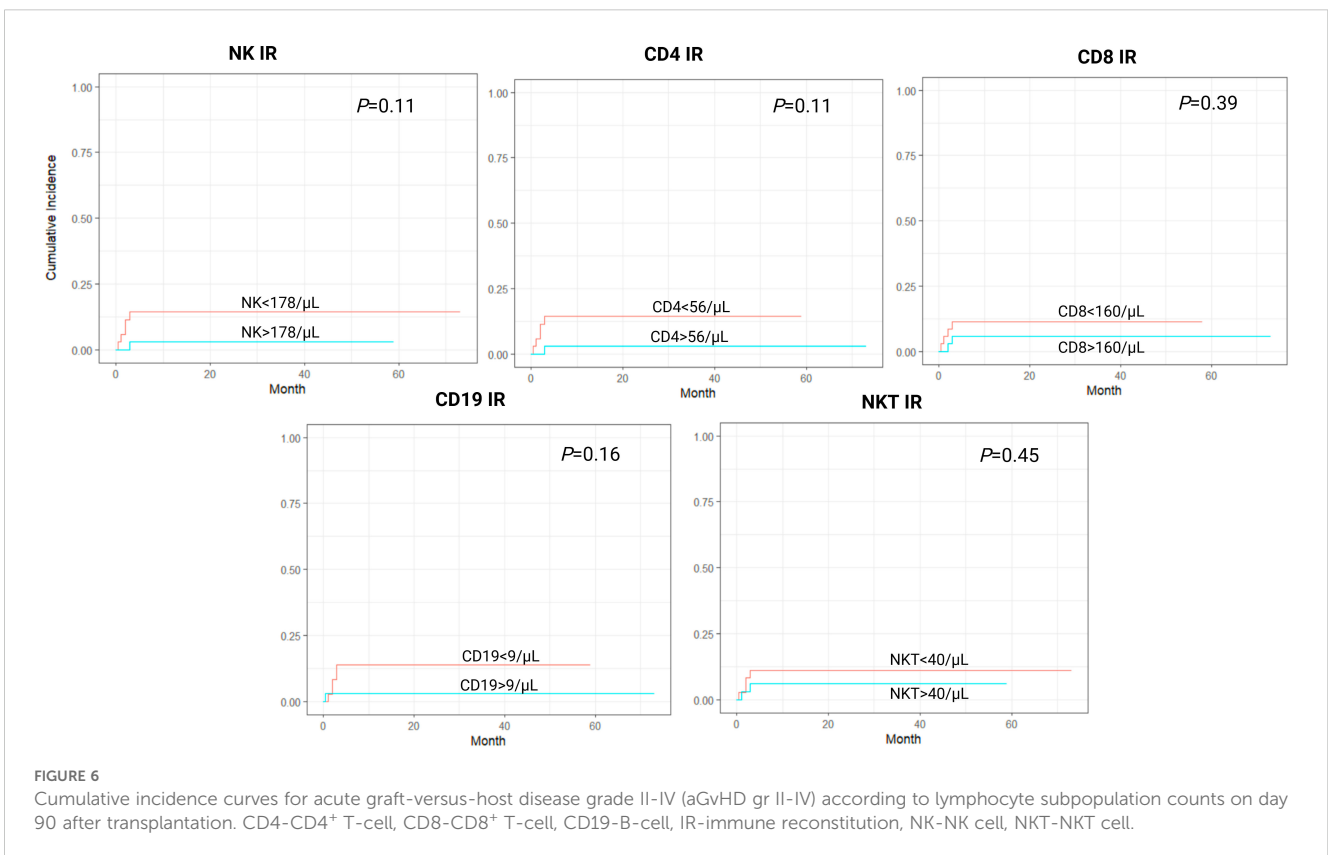 NK IR
P=0.11
Cumulative Incidence
1.00
0.75
0.50
0.25
0.00
NK<178/µL
NK>178/µL
0 20 40 60
Month
CD4 IR
P=0.11
1.00
0.75
0.50
0.25
0.00
CD4<56/µL
CD4>56/µL
0 20 40 60
Month
CD8 IR
P=0.39
1.00
0.75
0.50
0.25
0.00
CD8<160/µL
CD8>160/µL
0 20 40 60
Month
CD19 IR
P=0.16
1.00
0.75
0.50
0.25
0.00
CD19<9/µL
CD19>9/µL
0 20 40 60
Month
NKT IR
P=0.45
1.00
0.75
0.50
0.25
0.00
NKT<40/µL
NKT>40/µL
0 20 40 60
Month
FIGURE 6
Cumulative incidence curves for acute graft-versus-host disease grade II-IV (aGvHD gr II-IV) according to lymphocyte subpopulation counts on day
90 after transplantation. CD4-CD4⁺ T-cell, CD8-CD8⁺ T-cell, CD19-B-cell, IR-immune reconstitution, NK-NK cell, NKT-NKT cell.